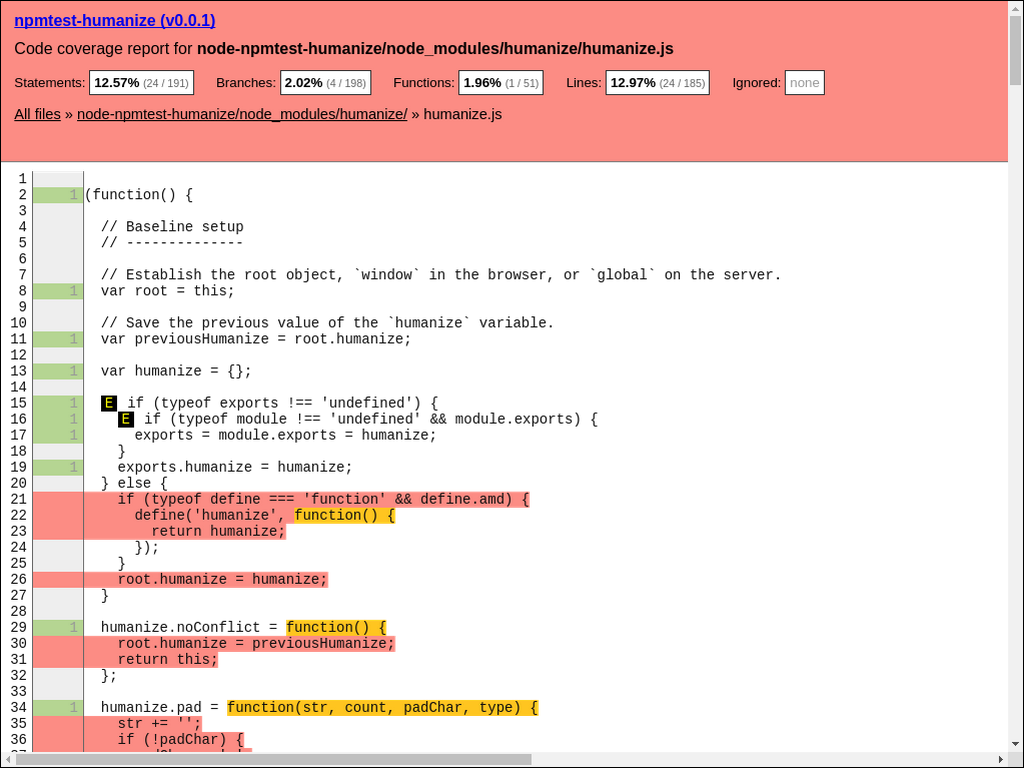 npmtest-humanize (v0.0.1)
Code coverage report for node-npmtest-humanize/node_modules/humanize/humanize.js
Statements: 12.57% (24 / 191) Branches: 2.02% (4 / 198) Functions: 1.96% (1 / 51) Lines: 12.97% (24 / 185) Ignored: none
All files » node-npmtest-humanize/node_modules/humanize/ » humanize.js
1
2 1 (function() {
3
4 // Baseline setup
5 // --------------
6
7 // Establish the root object, `window` in the browser, or `global` on the server.
8 1 var root = this;
9
10 // Save the previous value of the `humanize` variable.
11 1 var previousHumanize = root.humanize;
12
13 1 var humanize = {};
14
15 1 E if (typeof exports !== 'undefined') {
16 1 E if (typeof module !== 'undefined' && module.exports) {
17 1 exports = module.exports = humanize;
18 }
19 1 exports.humanize = humanize;
20 } else {
21 if (typeof define === 'function' && define.amd) {
22 define('humanize', function() {
23 return humanize;
24 });
25 }
26 root.humanize = humanize;
27 }
28
29 1 humanize.noConflict = function() {
30 root.humanize = previousHumanize;
31 return this;
32 };
33
34 1 humanize.pad = function(str, count, padChar, type) {
35 str += '';
36 if (!padChar) {